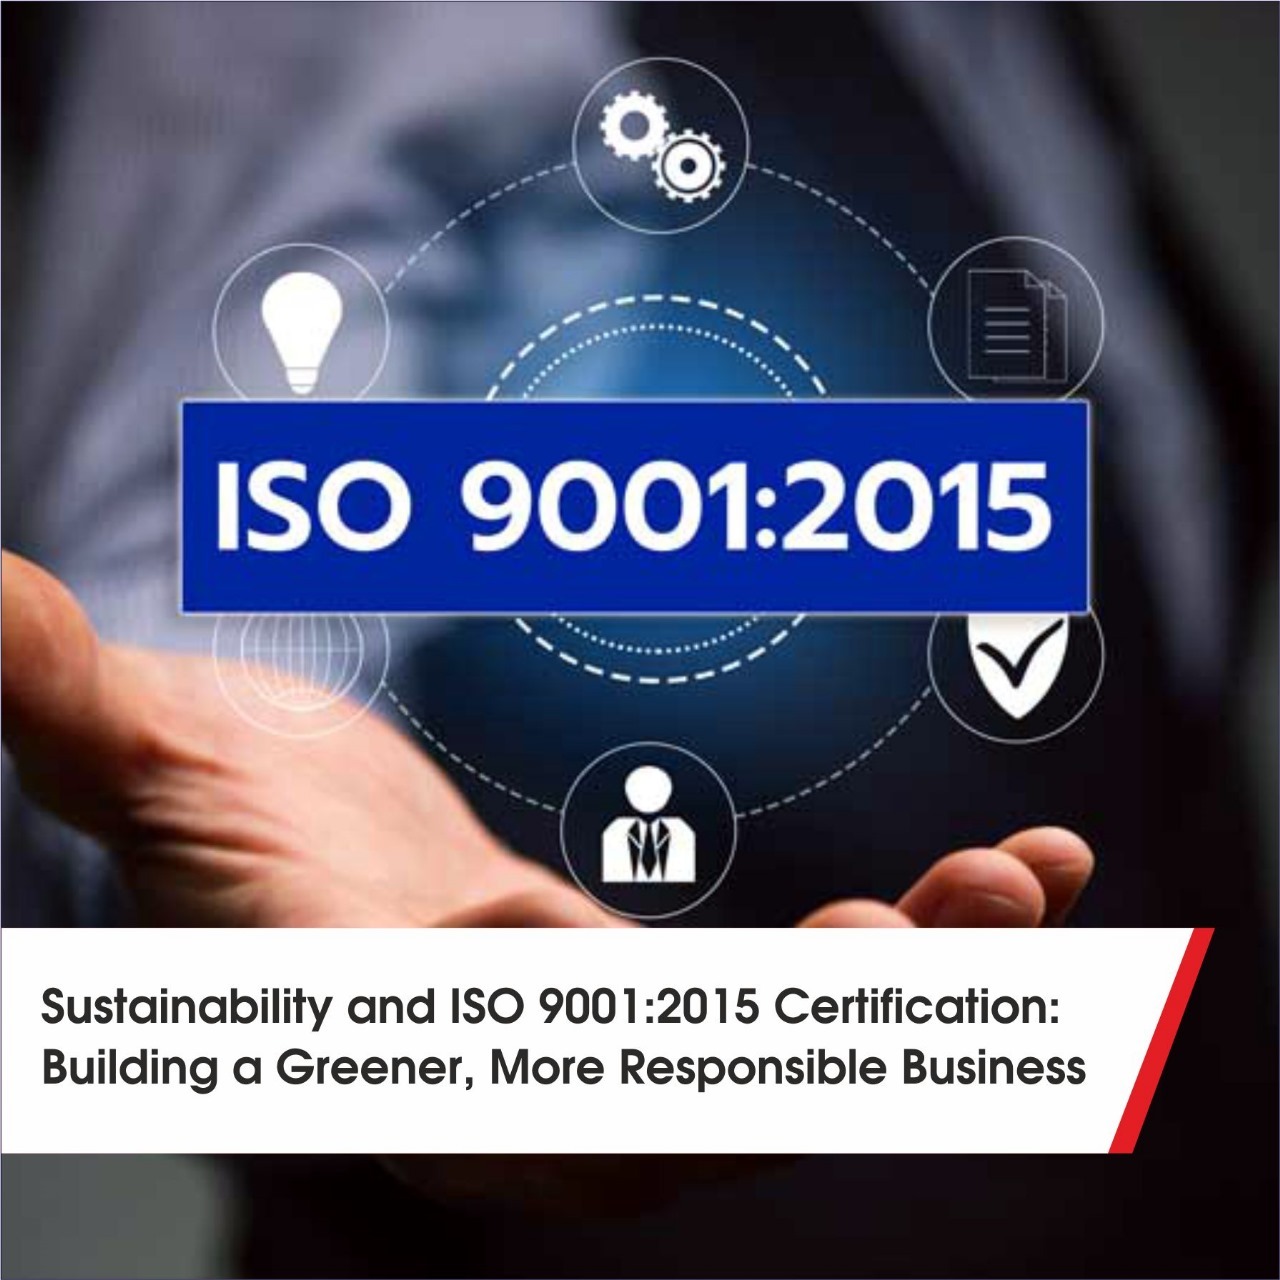 ISO 9001:2015
Sustainability and ISO 9001:2015 Certification:
Building a Greener, More Responsible Business